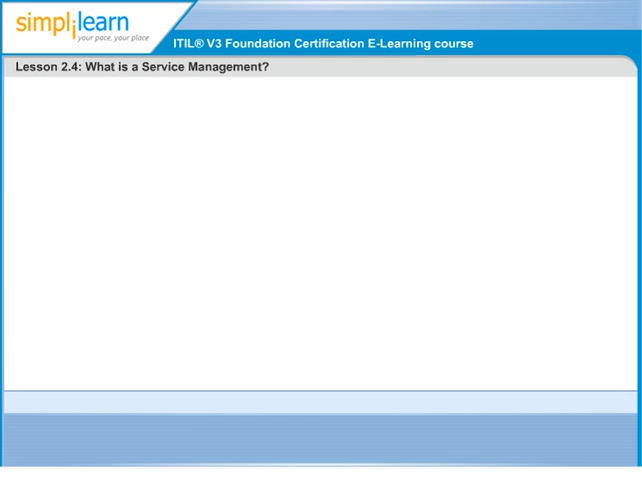 simplilearn
your pace, your place
ITIL® V3 Foundation Certification E-Learning course
Lesson 2.4: What is a Service Management?